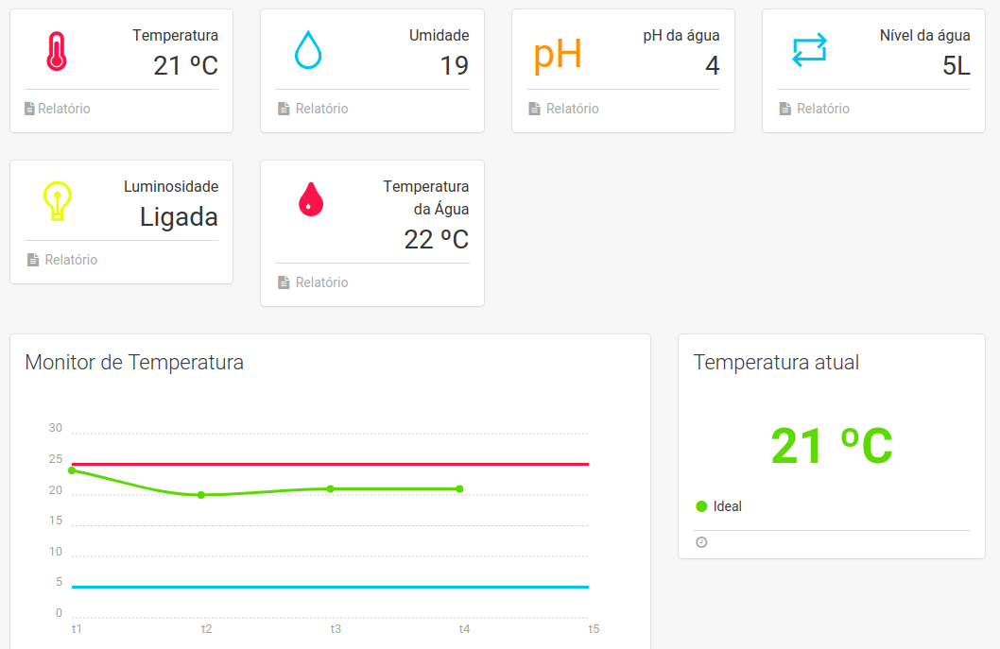 Temperatura
21 ºC
Relatório
Umidade
19
Relatório
pH
pH da água
4
Relatório
Nível da água
5L
Relatório
Luminosidade
Ligada
Relatório
Temperatura
da Água
22 ºC
Relatório
Monitor de Temperatura
30
25
20
15
10
5
0
t1 t2 t3 t4 t5
Temperatura atual
21 ºC
Ideal